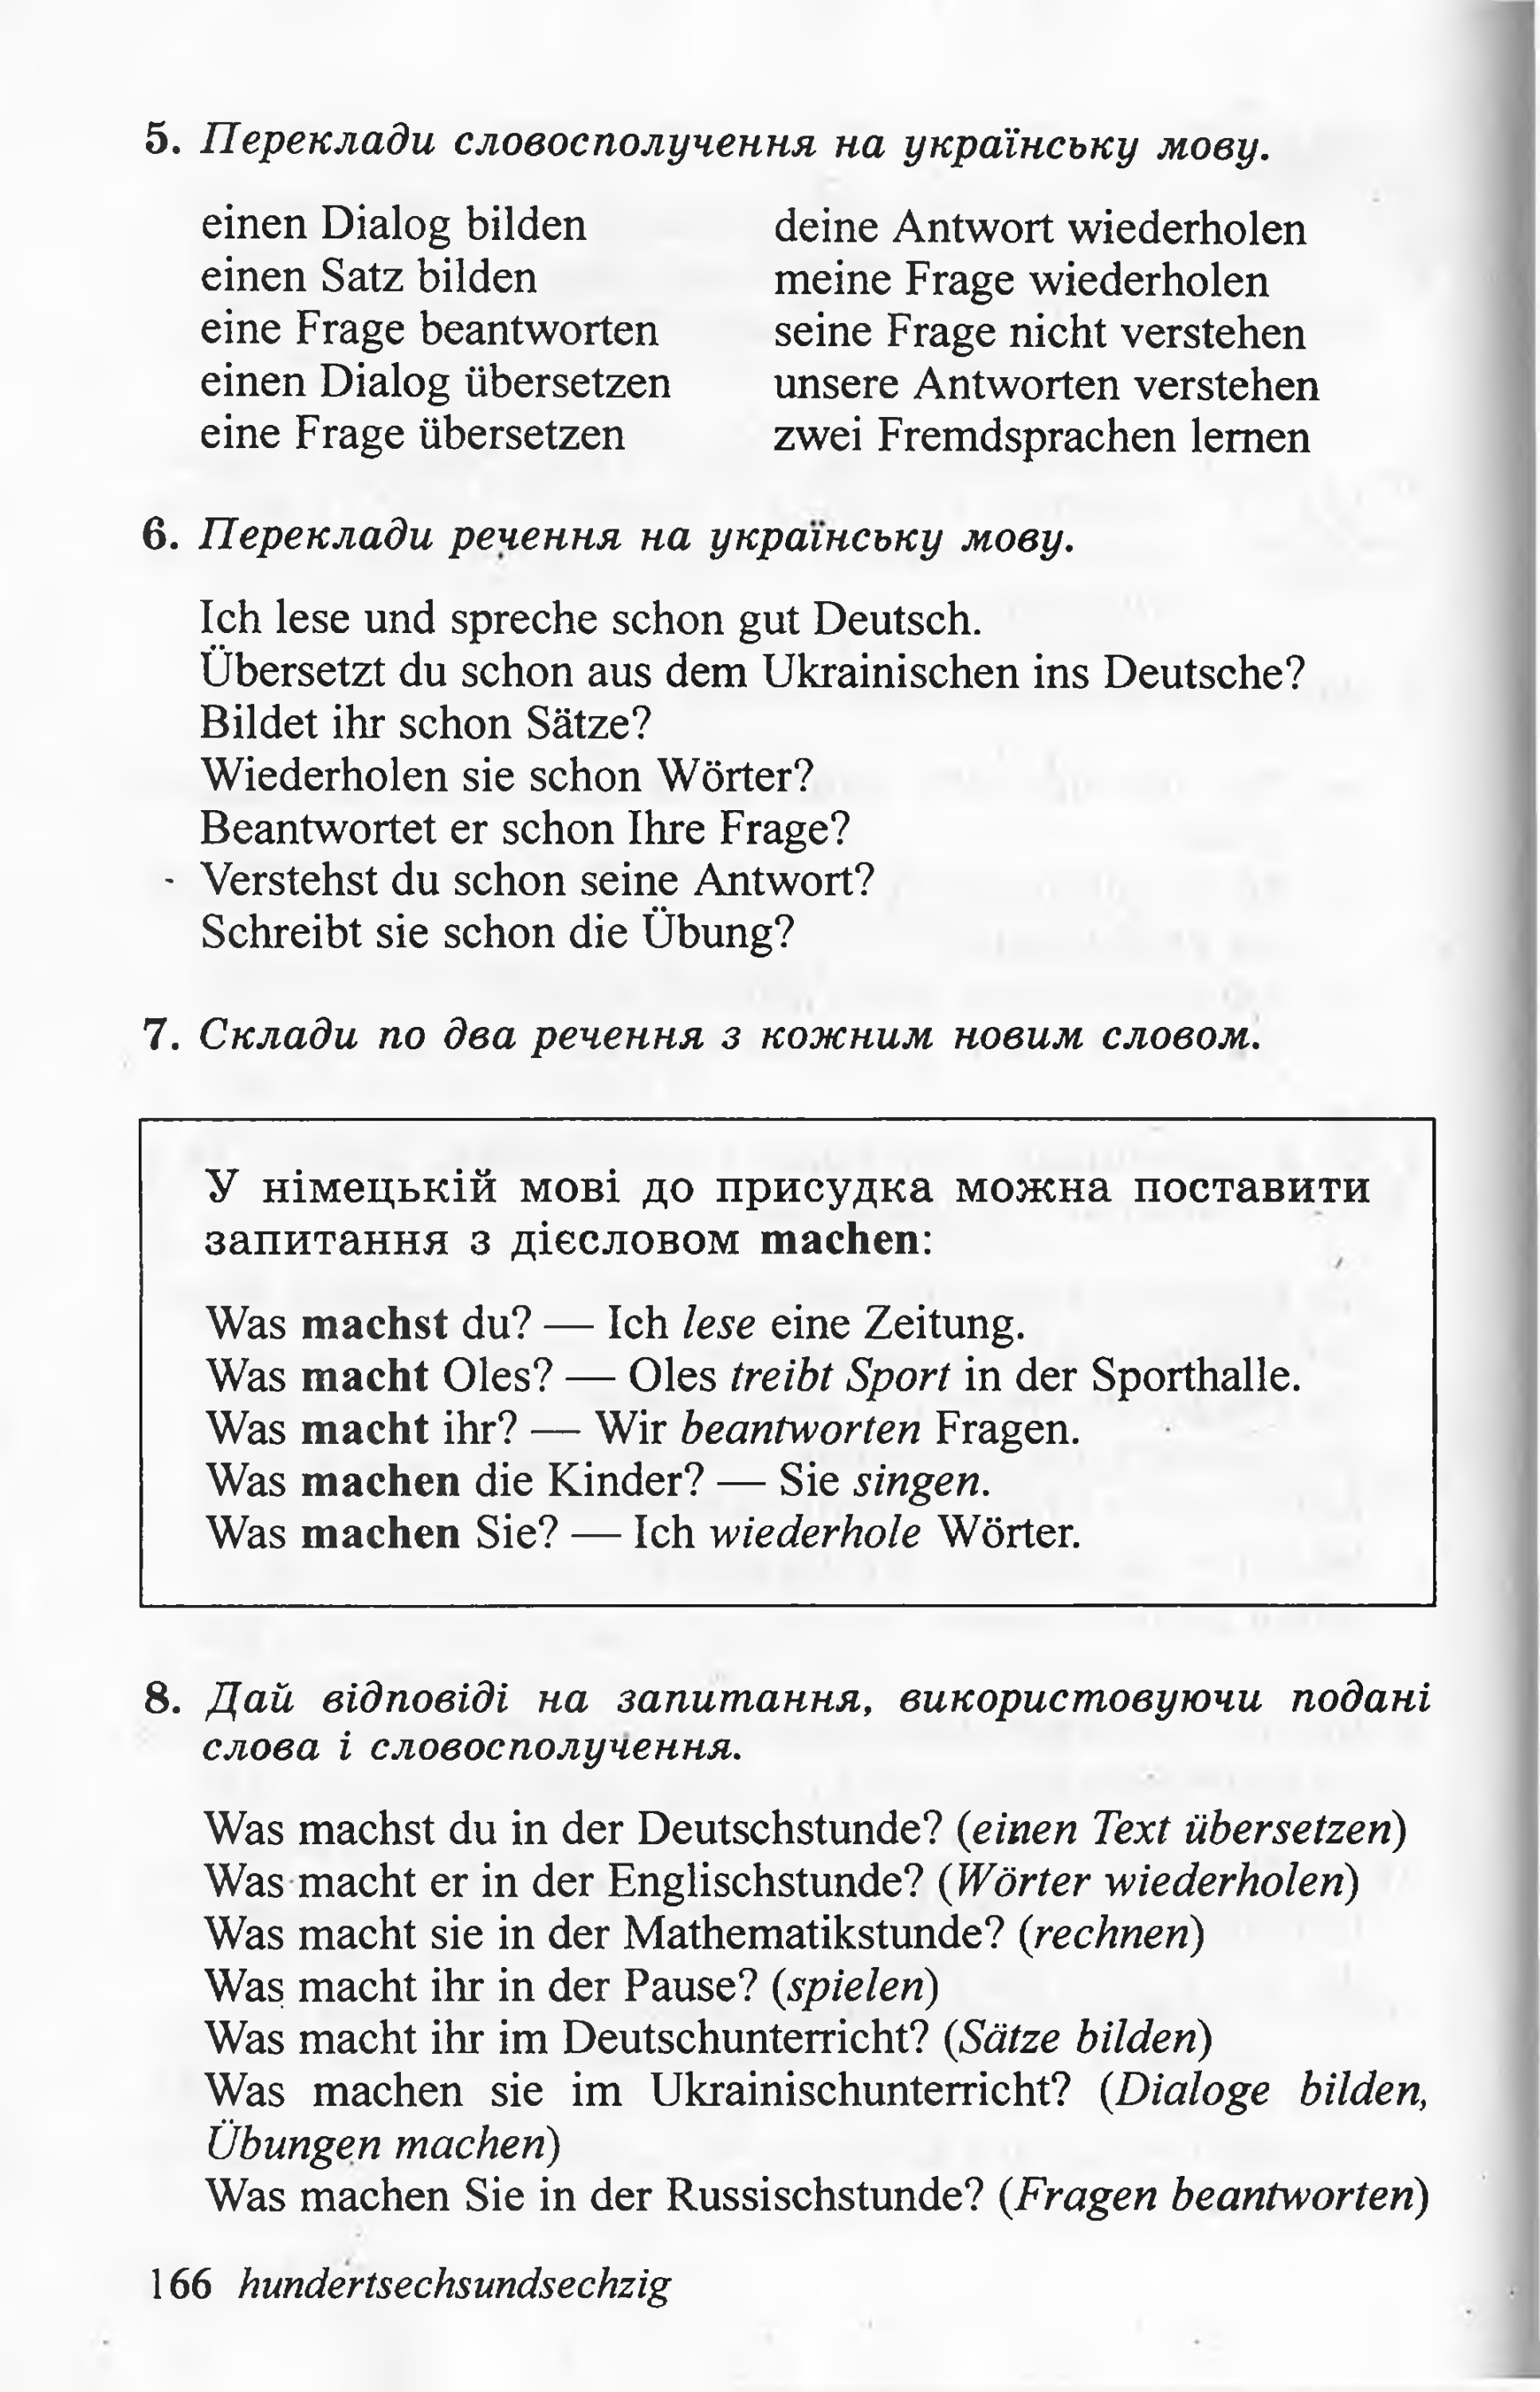 5. Переклади словосполучення на українську мову.
einen Dialog bilden
einen Satz bilden
eine Frage beantworten
einen Dialog übersetzen
eine Frage übersetzen
deine Antwort wiederholen
meine Frage wiederholen
seine Frage nicht verstehen
unsere Antworten verstehen
zwei Fremdsprachen lernen
6. Переклади речення на українську мову.
Ich lese und spreche schon gut Deutsch.
Übersetzt du schon aus dem Ukrainischen ins Deutsche?
Bildet ihr schon Sätze?
Wiederholen sie schon Wörter?
Beantwortet er schon Ihre Frage?
Verstehst du schon seine Antwort?
Schreibt sie schon die Übung?
7. Склади по два речення з кожним новим словом.
У німецькій мові до присудка можна поставити
запитання з дієсловом machen:
Was machst du? — Ich lese eine Zeitung.
Was macht Oles? — Oles treibt Sport in der Sporthalle.
Was macht ihr? — Wir beantworten Fragen.
Was machen die Kinder? — Sie singen.
Was machen Sie? — Ich wiederhole Wörter.
8. Дай відповіді на запитання, використовуючи подані
слова і словосполучення.
Was machst du in der Deutschstunde? (einen Text übersetzen)
Was macht er in der Englischstunde? (Wörter wiederholen)
Was macht sie in der Mathematikstunde? (rechnen)
Was macht ihr in der Pause? (spielen)
Was macht ihr im Deutschunterricht? (Sätze bilden)
Was machen sie im Ukrainischunterricht? (Dialoge bilden,
Übungen machen)
Was machen Sie in der Russischstunde? (Fragen beantworten)
166 hundertsechsundsechzig